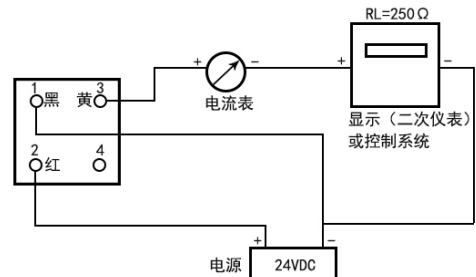 RL=250Ω
+ − + −
电流表
1 3
黑 黄
2 4
红
显示（二次仪表）
或控制系统
+ −
电源 24VDC